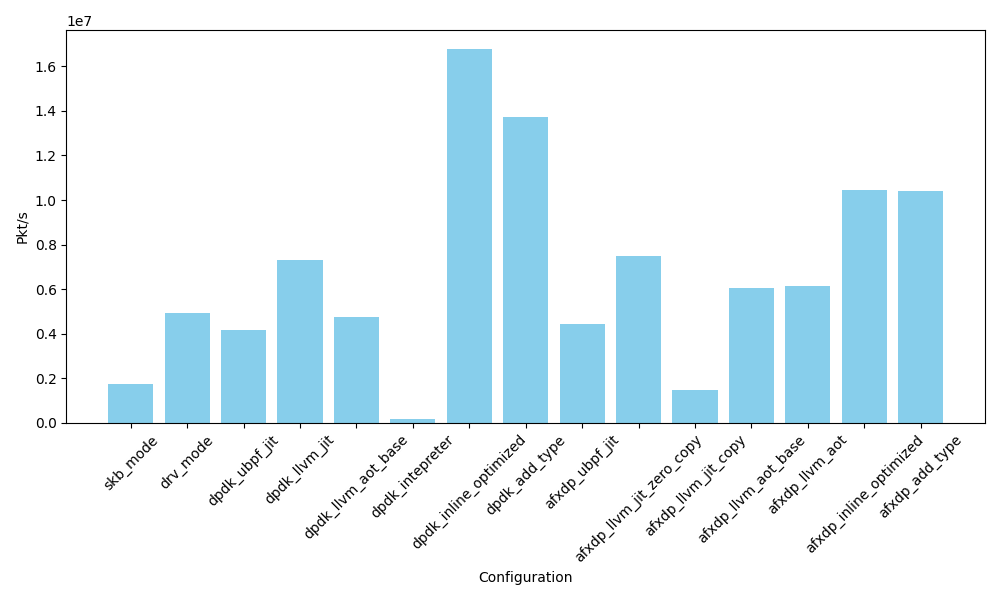 1e7
1.6
1.4
1.2
1.0
0.8
0.6
0.4
0.2
0.0
Pkt/s
skb_mode
drv_mode
dpdk_ubpf_jit
dpdk_llvm_jit
dpdk_llvm_aot_base
dpdk_intepreter
dpdk_inline_optimized
dpdk_add_type
afxdp_ubpf_jit
afxdp_llvm_jit_zero_copy
afxdp_llvm_jit_copy
afxdp_llvm_aot_base
afxdp_llvm_aot
afxdp_inline_optimized
afxdp_add_type
Configuration